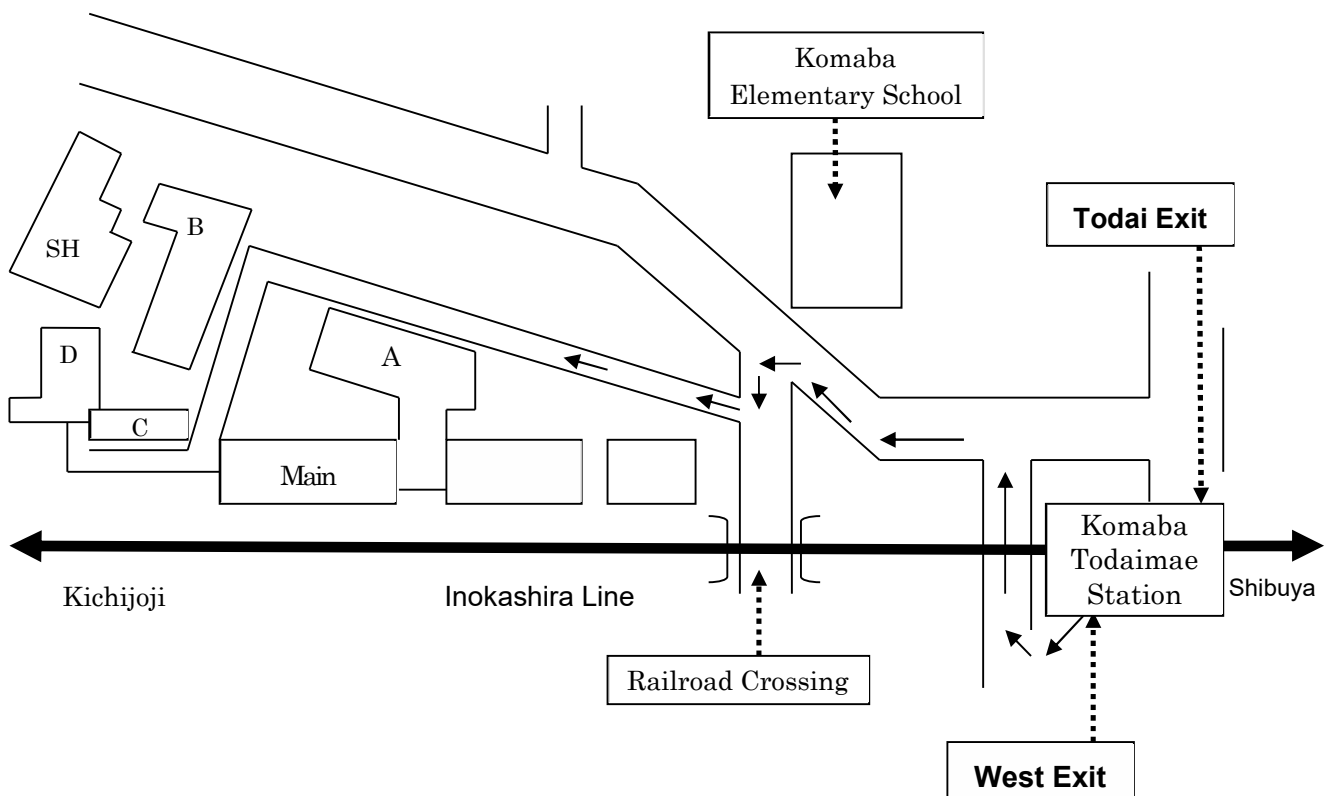 Komaba
Elementary School
Todai Exit
SH
B
D
A
C
Main
Komaba
Todaimae
Station
Kichijoji
Inokashira Line
Shibuya
Railroad Crossing
West Exit